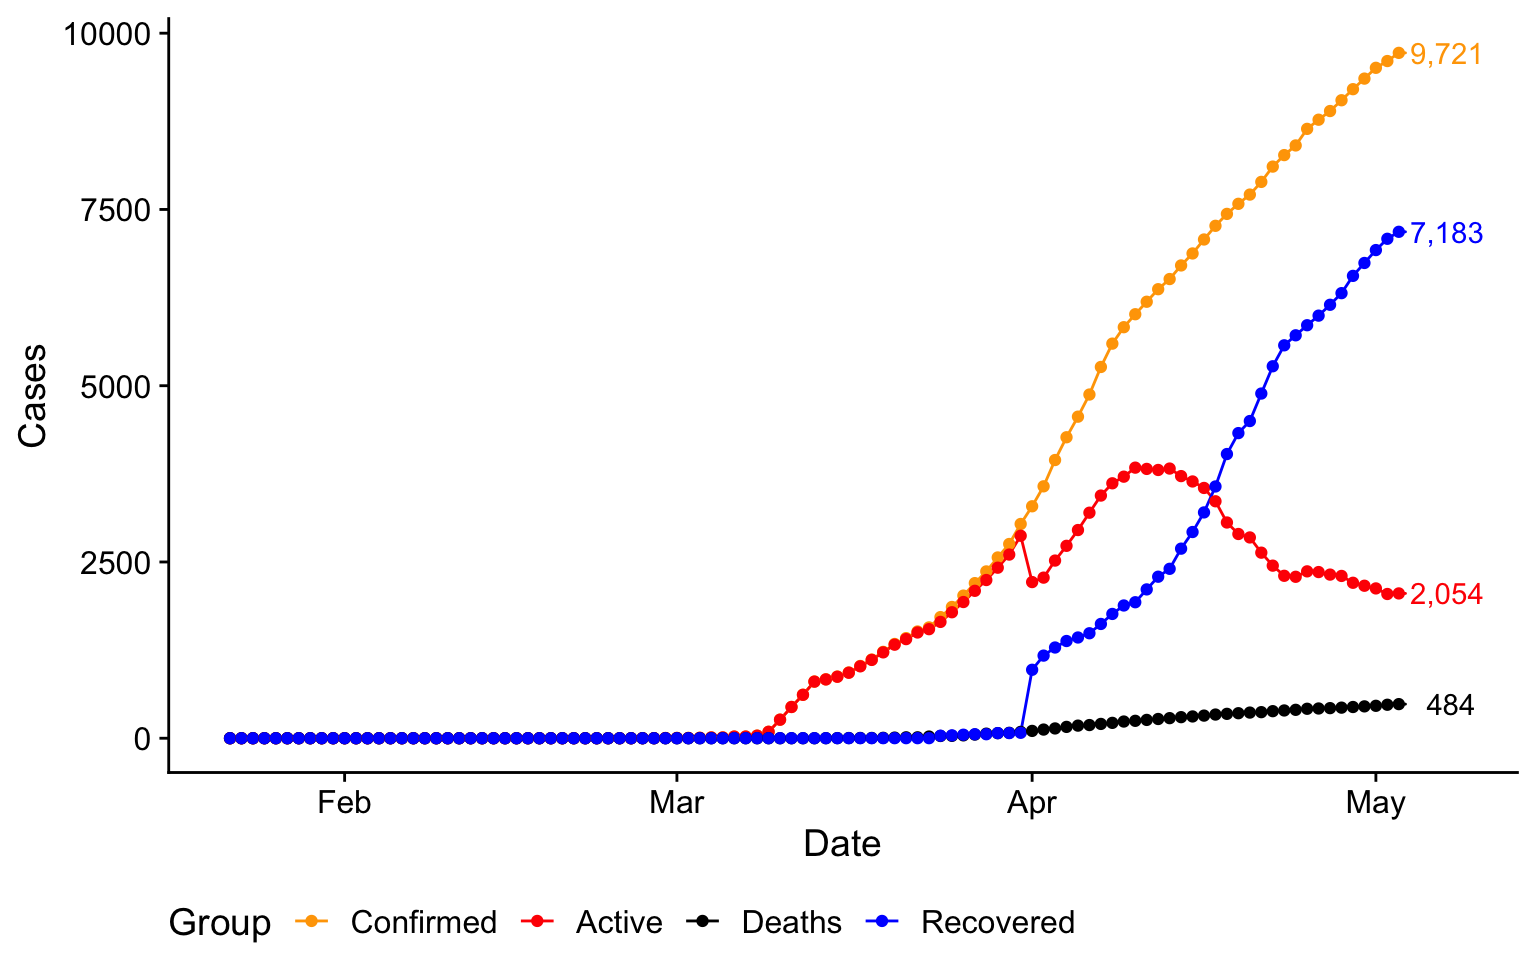 10000
7500
5000
2500
0
Cases
9,721
7,183
2,054
484
Feb Mar Apr May
Date
Group Confirmed Active Deaths Recovered